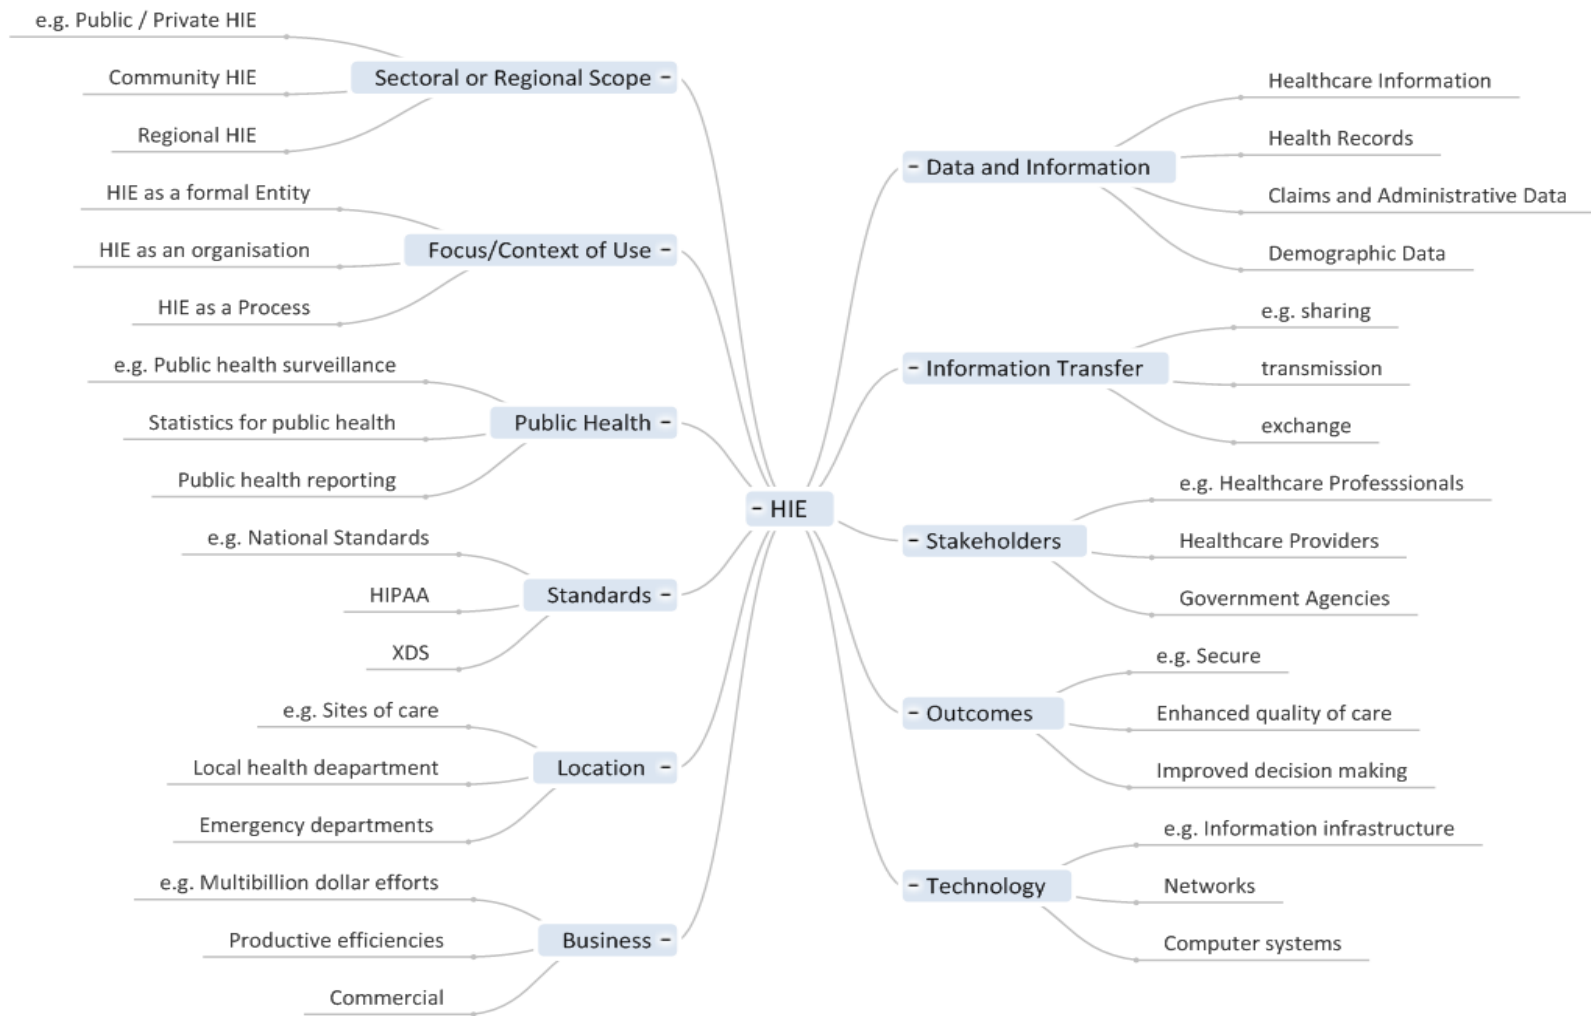 e.g. Public / Private HIE
Community HIE
Regional HIE
Sectoral or Regional Scope −
HIE as a formal Entity
HIE as an organisation
HIE as a Process
Focus/Context of Use −
e.g. Public health surveillance
Statistics for public health
Public health reporting
Public Health −
e.g. National Standards
HIPAA
XDS
Standards −
e.g. Sites of care
Local health deapartment
Emergency departments
Location −
e.g. Multibillion dollar efforts
Productive efficiencies
Commercial
Business −
− HIE
− Data and Information
Healthcare Information
Health Records
Claims and Administrative Data
Demographic Data
− Information Transfer
e.g. sharing
transmission
exchange
− Stakeholders
e.g. Healthcare Professsionals
Healthcare Providers
Government Agencies
− Outcomes
e.g. Secure
Enhanced quality of care
Improved decision making
− Technology
e.g. Information infrastructure
Networks
Computer systems